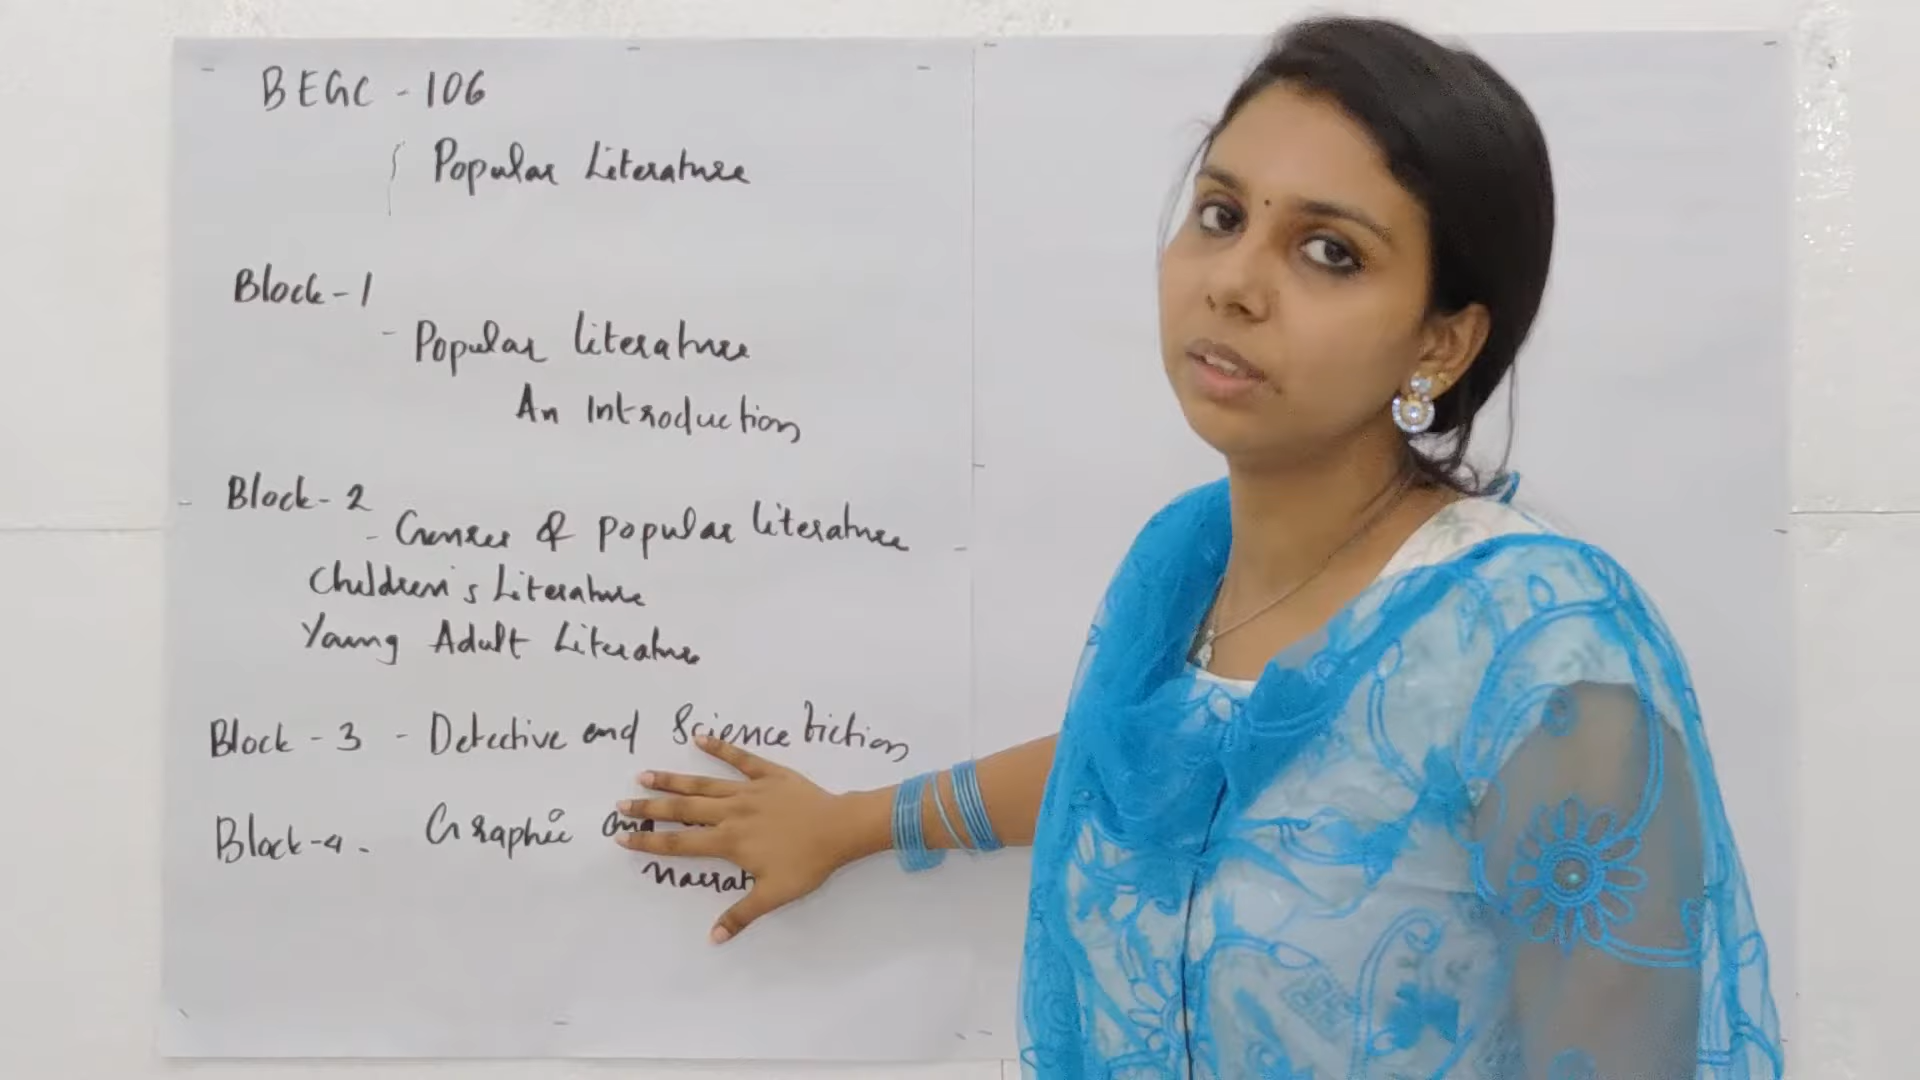 BEGC - 106
Popular Literature
Block - 1
- Popular Literature
An Introduction
Block - 2
- Genres & popular literature
Children's Literature
Young Adult Literature
Block - 3 - Detective and Science fiction
Block - 4 - Graphic and